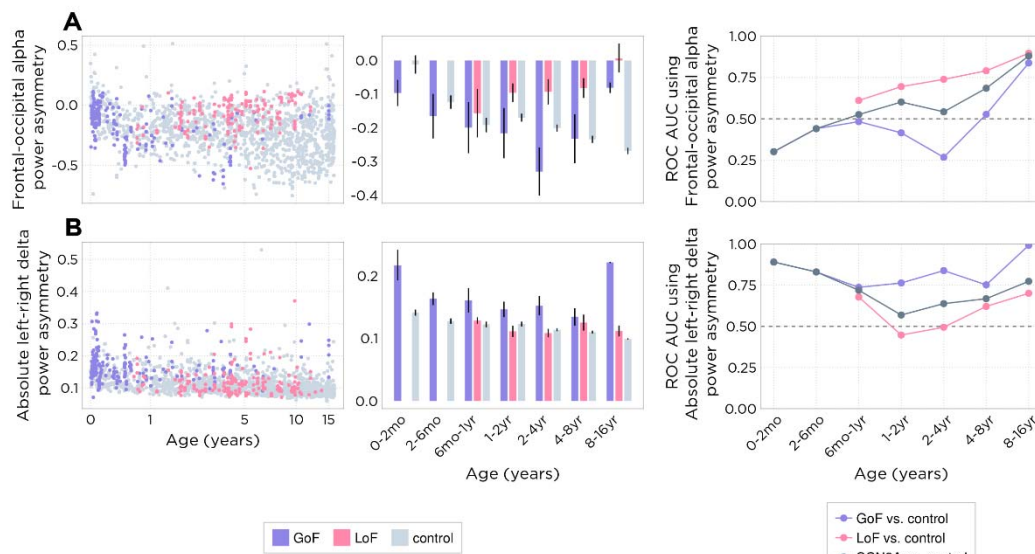 A
Frontal-occipital alpha
power asymmetry
0.5
0.0
-0.5
0.0
-0.1
-0.2
-0.3
-0.4
ROC AUC using
Frontal-occipital alpha
power asymmetry
1.00
0.75
0.50
0.25
0.00
B
Absolute left-right delta
power asymmetry
0.5
0.4
0.3
0.2
0.1
0
1
5
10
15
Age (years)
0.2
0.1
0.0
0-2mo
2-6mo
6mo-1yr
1-2yr
2-4yr
4-8yr
8-16yr
Age (years)
ROC AUC using
Absolute left-right delta
power asymmetry
1.00
0.75
0.50
0.25
0.00
0-2mo
2-6mo
6mo-1yr
1-2yr
2-4yr
4-8yr
8-16yr
Age (years)
GoF
LoF
control
GoF vs. control
LoF vs. control